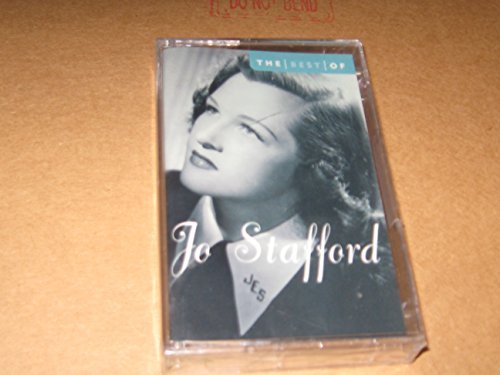 DO NOT BEND
THE|BEST|OF
Jo Stafford
JES